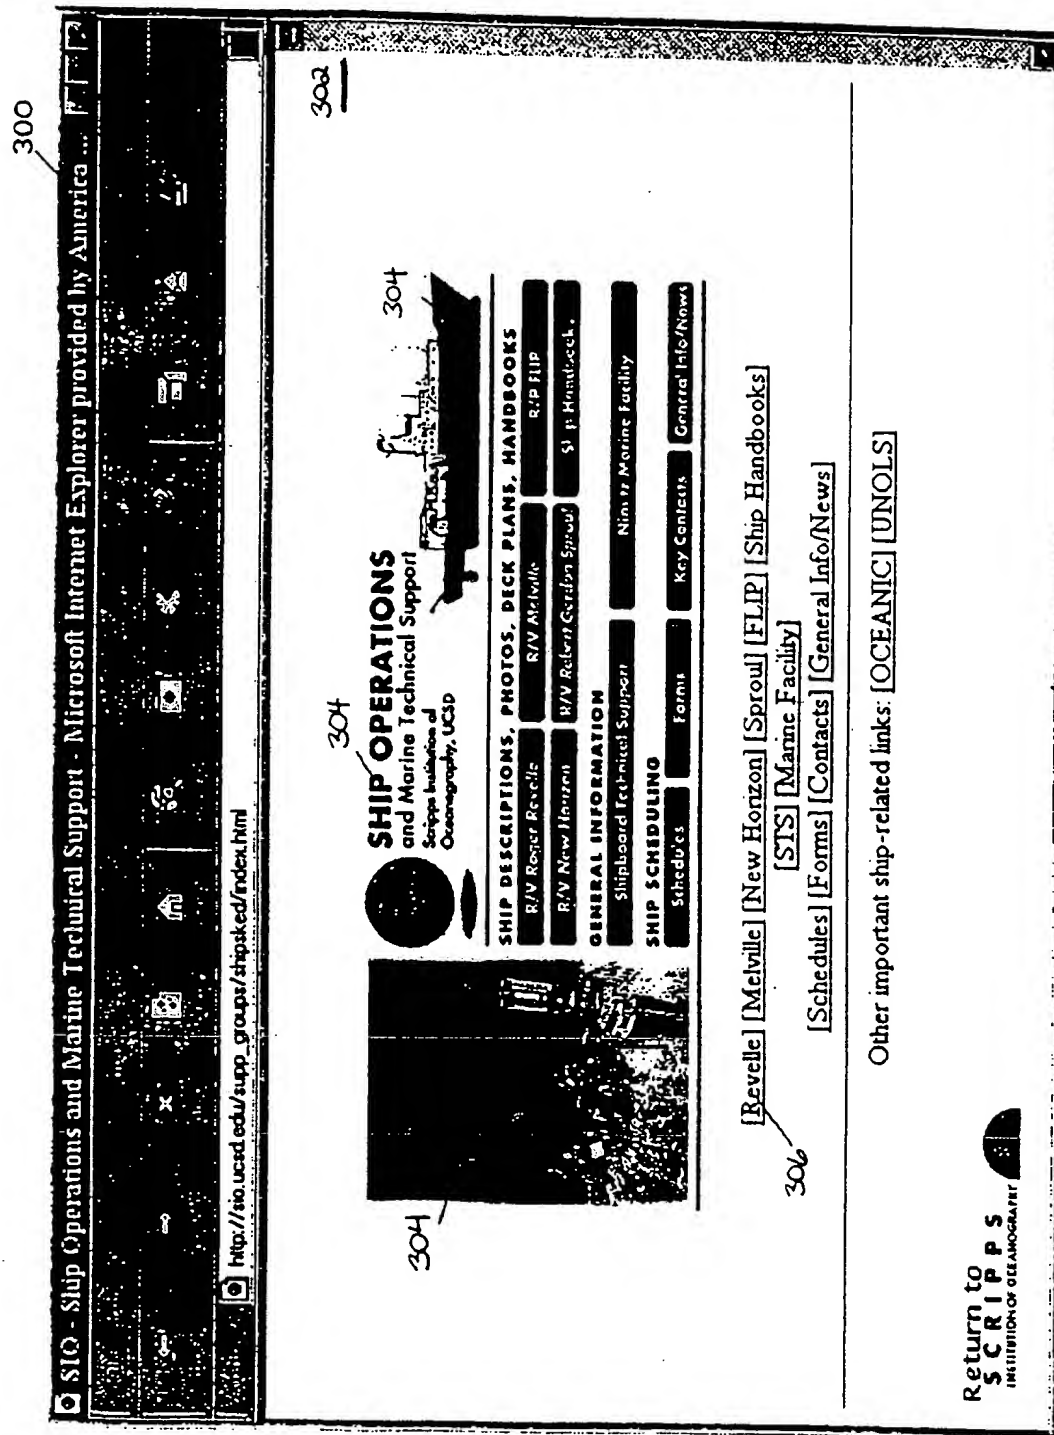 300
SIO - Ship Operations and Marine Technical Support - Microsoft Internet Explorer provided by America ...
http://sio.ucsd.edu/supp_groups/shipsked/index.html
302
304
304
304
SHIP OPERATIONS
and Marine Technical Support
Scripps Institution of
Oceanography, UCSD
SHIP DESCRIPTIONS, PHOTOS, DECK PLANS, HANDBOOKS
R/V Roger Revelle R/V Melville R/P FLIP
R/V New Horizon R/V Robert Gordon Sproul Ship Handbooks
GENERAL INFORMATION
Shipboard Technical Support Nimitz Marine Facility
SHIP SCHEDULING
Schedules Forms Key Contacts General Info/News
[Revelle] [Melville] [New Horizon] [Sproul] [FLIP] [Ship Handbooks]
[STS] [Marine Facility]
[Schedules] [Forms] [Contacts] [General Info/News]
306
Other important ship-related links: [OCEANIC] [UNOLS]
Return to
SCRIPPS
INSTITUTION OF OCEANOGRAPHY